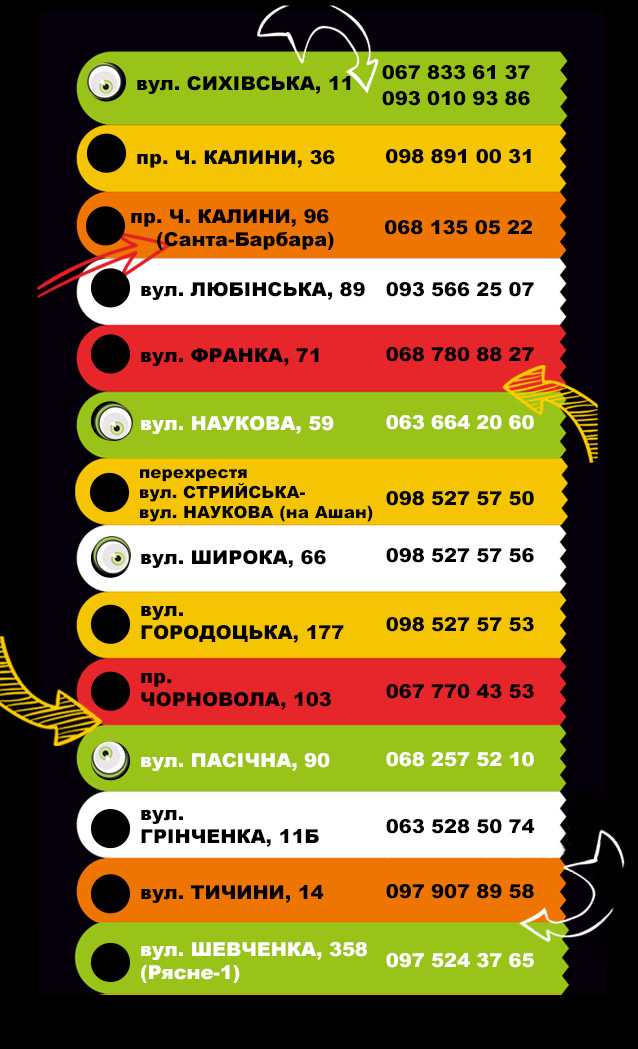 вул. СИХІВСЬКА, 11
067 833 61 37
093 010 93 86
пр. Ч. КАЛИНИ, 36
098 891 00 31
пр. Ч. КАЛИНИ, 96
(Санта-Барбара)
068 135 05 22
вул. ЛЮБІНСЬКА, 89
093 566 25 07
вул. ФРАНКА, 71
068 780 88 27
вул. НАУКОВА, 59
063 664 20 60
перехрестя
вул. СТРИЙСЬКА-
вул. НАУКОВА (на Ашан)
098 527 57 50
вул. ШИРОКА, 66
098 527 57 56
вул.
ГОРОДОЦЬКА, 177
098 527 57 53
пр.
ЧОРНОВОЛА, 103
067 770 43 53
вул. ПАСІЧНА, 90
068 257 52 10
вул.
ГРІНЧЕНКА, 11Б
063 528 50 74
вул. ТИЧИНИ, 14
097 907 89 58
вул. ШЕВЧЕНКА, 358
(Рясне-1)
097 524 37 65